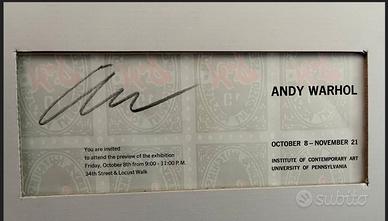 ANDY WARHOL
You are invited
to attend the preview of the exhibition
Friday, October 8th from 9:00 - 11:00 P.M.
34th Street & Locust Walk
OCTOBER 8-NOVEMBER 21
INSTITUTE OF CONTEMPORARY ART
UNIVERSITY OF PENNSYLVANIA
subito